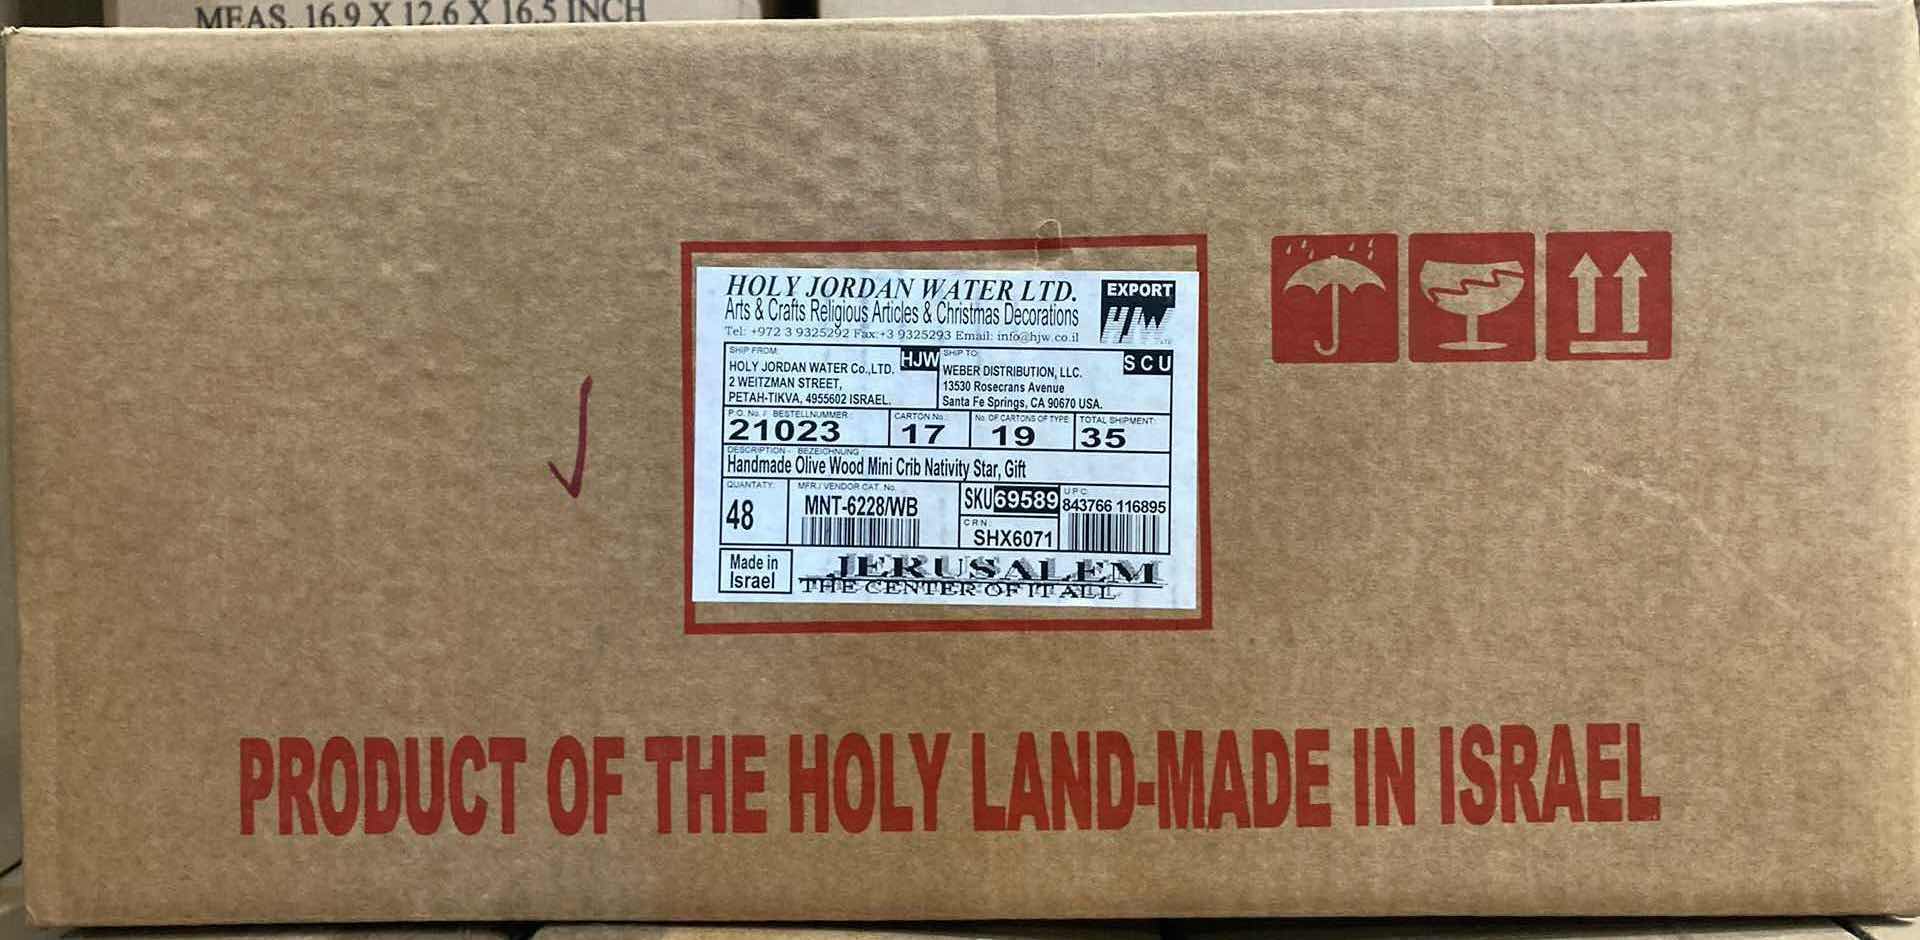 MEAS. 16.9 X 12.6 X 16.5 INCH
HOLY JORDAN WATER LTD.
Arts & Crafts Religious Articles & Christmas Decorations
Tel: +972 3 9325292 Fax:+3 9325293 Email: info@hjw.co.il
EXPORT
HJW
SHIP FROM:
HOLY JORDAN WATER Co.,LTD.
2 WEITZMAN STREET,
PETAH-TIKVA, 4955602 ISRAEL.
HJW
SHIP TO:
WEBER DISTRIBUTION, LLC.
13530 Rosecrans Avenue
Santa Fe Springs, CA 90670 USA.
S C U
P.O. No. / BESTELLNUMMER:
21023
CARTON No.:
17
No. OF CARTONS OF TYPE:
19
TOTAL SHIPMENT:
35
DESCRIPTION - BEZEICHNUNG
Handmade Olive Wood Mini Crib Nativity Star, Gift
QUANTATY:
48
MFR./ VENDOR CAT. No.
MNT-6228/WB
SKU 69589
C R N :
SHX6071
U P C :
843766 116895
Made in
Israel
JERUSALEM
THE CENTER OF IT ALL
PRODUCT OF THE HOLY LAND-MADE IN ISRAEL